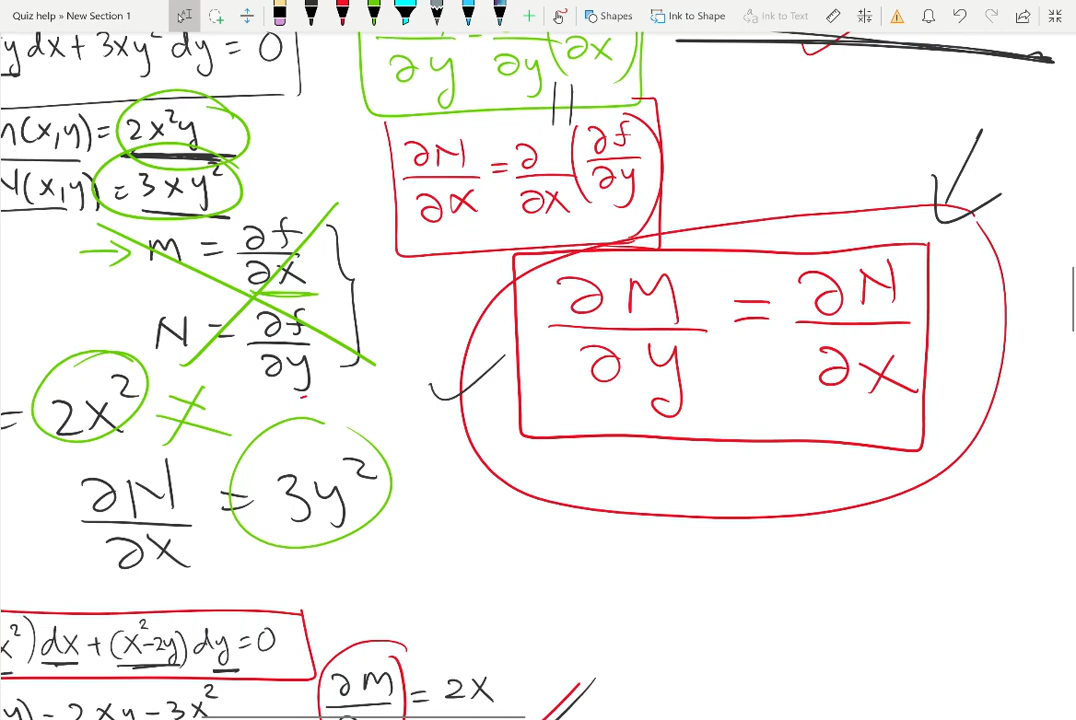 Quiz help » New Section 1
Shapes
Ink to Shape
Ink to Text
y dx + 3xy² dy = 0
∂y ∂y (∂x)
(x,y) = 2x²y
(x,y) = 3xy²
∂N/∂x = ∂/∂x (∂f/∂y)
M = ∂f/∂x
N = ∂f/∂y
∂M/∂y = ∂N/∂x
= 2x² ≠
∂N/∂x = 3y²
x²) dx + (x²-2y) dy = 0
y) = 2xy - 3x²
∂M = 2x